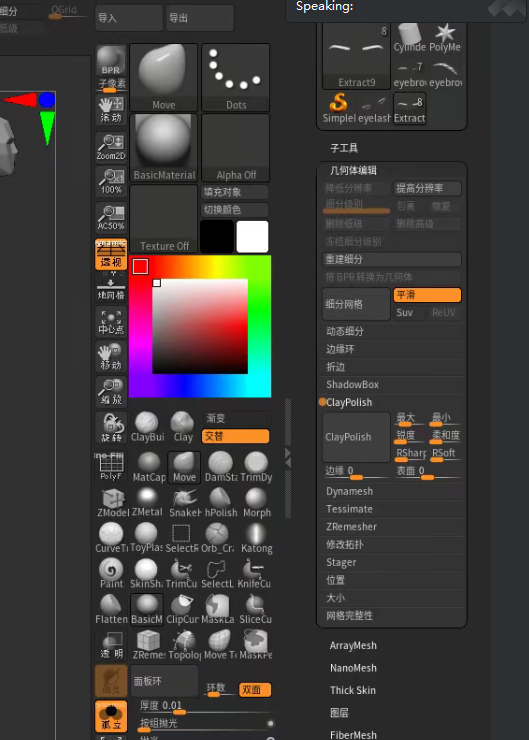 细分
QGrid
低级
导入
导出
Speaking:
BPR
子像素
滚动
Zoom2D
100%
AC50%
透视
地网格
中心点
移动
缩放
旋转
PolyF
透明
孤立
Move
Dots
BasicMaterial
Alpha Off
填充对象
切换颜色
Texture Off
渐变
ClayBui
Clay
交替
MatCap
Move
DamSta
TrimDy
ZModel
ZMetal
SnakeH
hPolish
Morph
CurveTu
ToyPlas
SelectR
Orb_Cra
Katong
Paint
SkinSha
TrimCu
SelectL
KnifeCu
Flatten
BasicM
ClipCur
MaskLa
SliceCu
ZReme
Topolog
Move To
MaskPe
面板环
环数
双面
厚度 0.01
按组抛光
抛光
8
Extract9
Cylinde
PolyMe
7
eyebrow
eyebro
8
Simplel
eyelash
Extract
子工具
几何体编辑
降低分辨率
提高分辨率
细分级别
包裹
恢复
删除低级
删除高级
冻结细分级别
重建细分
将 BPR 转换为几何体
细分网格
平滑
Suv
ReUV
动态细分
边缘环
折边
ShadowBox
ClayPolish
ClayPolish
最大
最小
锐度
柔和度
RSharp
RSoft
边缘 0
表面 0
Dynamesh
Tessimate
ZRemesher
修改拓扑
Stager
位置
大小
网格完整性
ArrayMesh
NanoMesh
Thick Skin
图层
FiberMesh